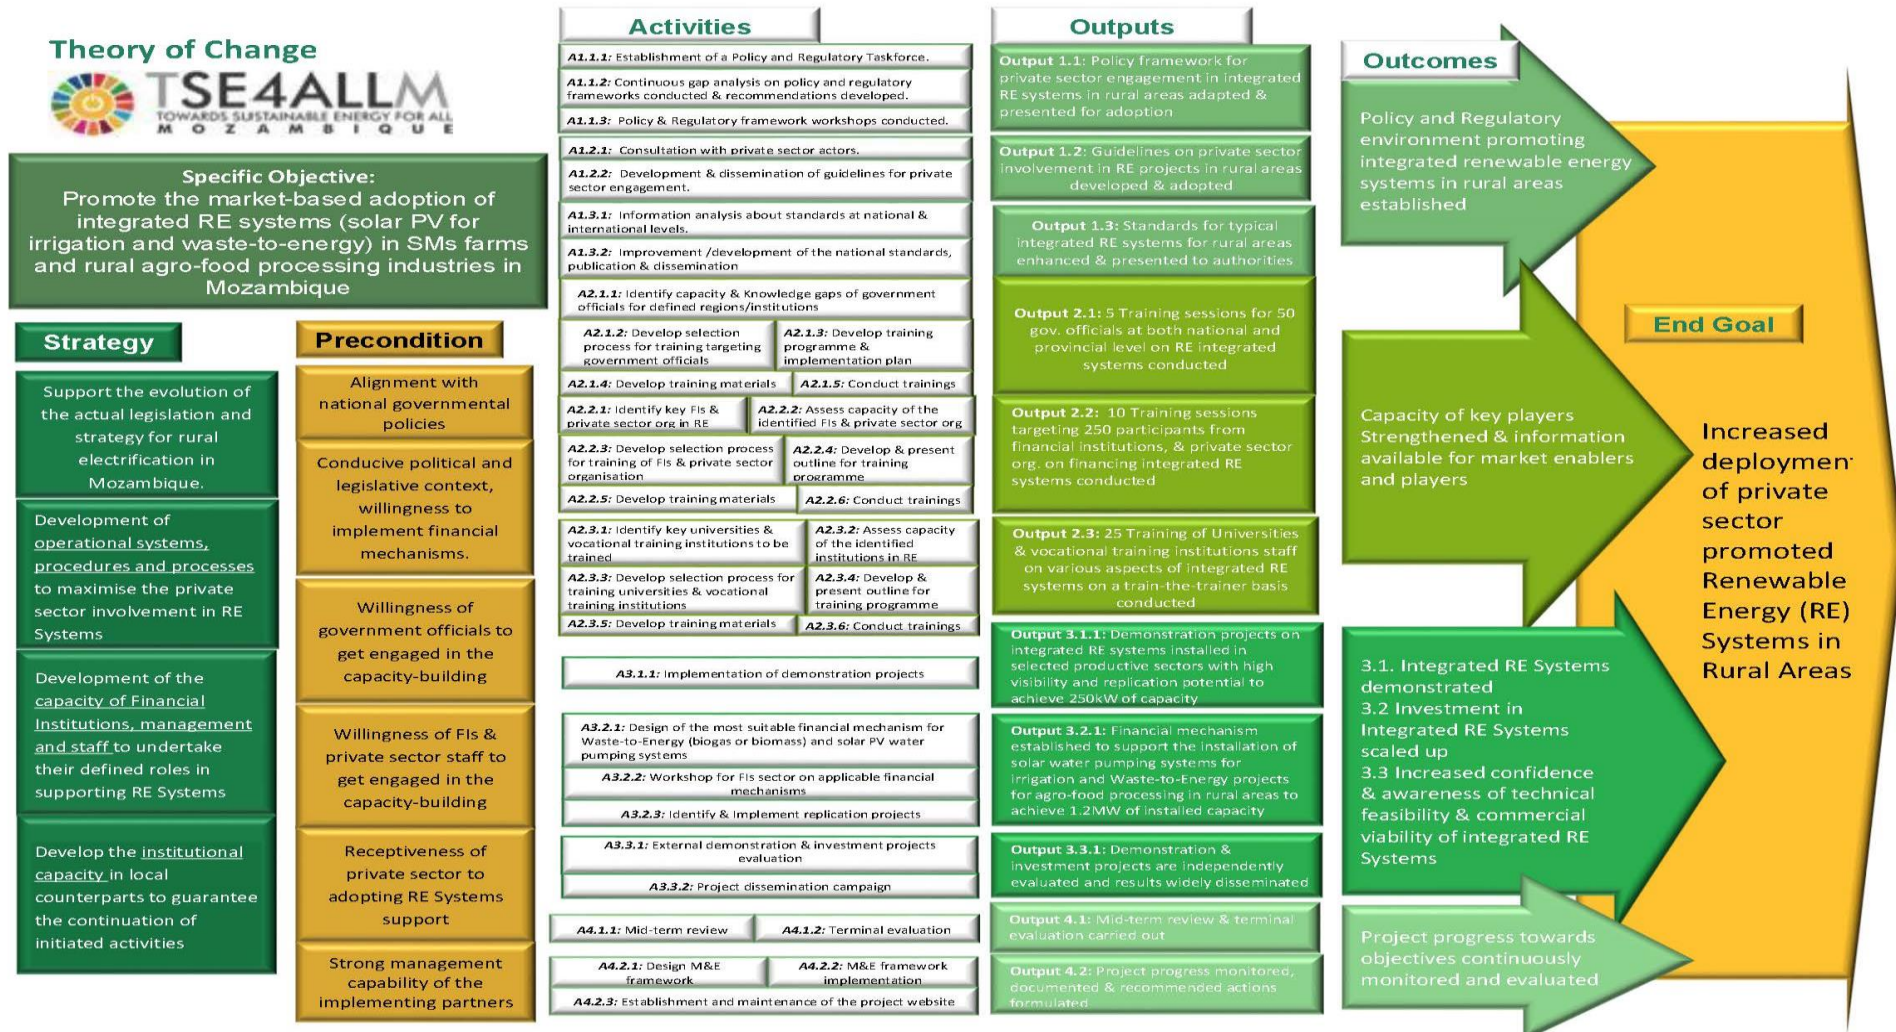 Theory of Change
TSE4ALLM
TOWARDS SUSTAINABLE ENERGY FOR ALL
MOZAMBIQUE
Specific Objective:
Promote the market-based adoption of
integrated RE systems (solar PV for
irrigation and waste-to-energy) in SMs farms
and rural agro-food processing industries in
Mozambique
Strategy
Support the evolution of
the actual legislation and
strategy for rural
electrification in
Mozambique.
Development of
operational systems,
procedures and processes
to maximise the private
sector involvement in RE
Systems
Development of the
capacity of Financial
Institutions, management
and staff to undertake
their defined roles in
supporting RE Systems
Develop the institutional
capacity in local
counterparts to guarantee
the continuation of
initiated activities
Precondition
Alignment with
national governmental
policies
Conducive political and
legislative context,
willingness to
implement financial
mechanisms.
Willingness of
government officials to
get engaged in the
capacity-building
Willingness of FIs &
private sector staff to
get engaged in the
capacity-building
Receptiveness of
private sector to
adopting RE Systems
support
Strong management
capability of the
implementing partners
Activities
A1.1.1: Establishment of a Policy and Regulatory Taskforce.
A1.1.2: Continuous gap analysis on policy and regulatory
frameworks conducted & recommendations developed.
A1.1.3: Policy & Regulatory framework workshops conducted.
A1.2.1: Consultation with private sector actors.
A1.2.2: Development & dissemination of guidelines for private
sector engagement.
A1.3.1: Information analysis about standards at national &
international levels.
A1.3.2: Improvement /development of the national standards,
publication & dissemination
A2.1.1: Identify capacity & Knowledge gaps of government
officials for defined regions/institutions
A2.1.2: Develop selection
process for training targeting
government officials
A2.1.3: Develop training
programme &
implementation plan
A2.1.4: Develop training materials
A2.1.5: Conduct trainings
A2.2.1: Identify key FIs &
private sector org in RE
A2.2.2: Assess capacity of the
identified FIs & private sector org
A2.2.3: Develop selection process
for training of FIs & private sector
organisation
A2.2.4: Develop & present
outline for training
programme
A2.2.5: Develop training materials
A2.2.6: Conduct trainings
A2.3.1: Identify key universities &
vocational training institutions to be
trained
A2.3.2: Assess capacity
of the identified
institutions in RE
A2.3.3: Develop selection process for
training universities & vocational
training institutions
A2.3.4: Develop &
present outline for
training programme
A2.3.5: Develop training materials
A2.3.6: Conduct trainings
A3.1.1: Implementation of demonstration projects
A3.2.1: Design of the most suitable financial mechanism for
Waste-to-Energy (biogas or biomass) and solar PV water
pumping systems
A3.2.2: Workshop for FIs sector on applicable financial
mechanisms
A3.2.3: Identify & Implement replication projects
A3.3.1: External demonstration & investment projects
evaluation
A3.3.2: Project dissemination campaign
A4.1.1: Mid-term review
A4.1.2: Terminal evaluation
A4.2.1: Design M&E
framework
A4.2.2: M&E framework
implementation
A4.2.3: Establishment and maintenance of the project website
Outputs
Output 1.1: Policy framework for
private sector engagement in integrated
RE systems in rural areas adapted &
presented for adoption
Output 1.2: Guidelines on private sector
involvement in RE projects in rural areas
developed & adopted
Output 1.3: Standards for typical
integrated RE systems for rural areas
enhanced & presented to authorities
Output 2.1: 5 Training sessions for 50
gov. officials at both national and
provincial level on RE integrated
systems conducted
Output 2.2: 10 Training sessions
targeting 250 participants from
financial institutions, & private sector
org. on financing integrated RE
systems conducted
Output 2.3: 25 Training of Universities
& vocational training institutions staff
on various aspects of integrated RE
systems on a train-the-trainer basis
conducted
Output 3.1.1: Demonstration projects on
integrated RE systems installed in
selected productive sectors with high
visibility and replication potential to
achieve 250kW of capacity
Output 3.2.1: Financial mechanism
established to support the installation of
solar water pumping systems for
irrigation and Waste-to-Energy projects
for agro-food processing in rural areas to
achieve 1.2MW of installed capacity
Output 3.3.1: Demonstration &
investment projects are independently
evaluated and results widely disseminated
Output 4.1: Mid-term review & terminal
evaluation carried out
Output 4.2: Project progress monitored,
documented & recommended actions
formulated
Outcomes
Policy and Regulatory
environment promoting
integrated renewable energy
systems in rural areas
established
Capacity of key players
Strengthened & information
available for market enablers
and players
3.1. Integrated RE Systems
demonstrated
3.2 Investment in
Integrated RE Systems
scaled up
3.3 Increased confidence
& awareness of technical
feasibility & commercial
viability of integrated RE
Systems
Project progress towards
objectives continuously
monitored and evaluated
End Goal
Increased
deploymen
of private
sector
promoted
Renewable
Energy (RE)
Systems in
Rural Areas